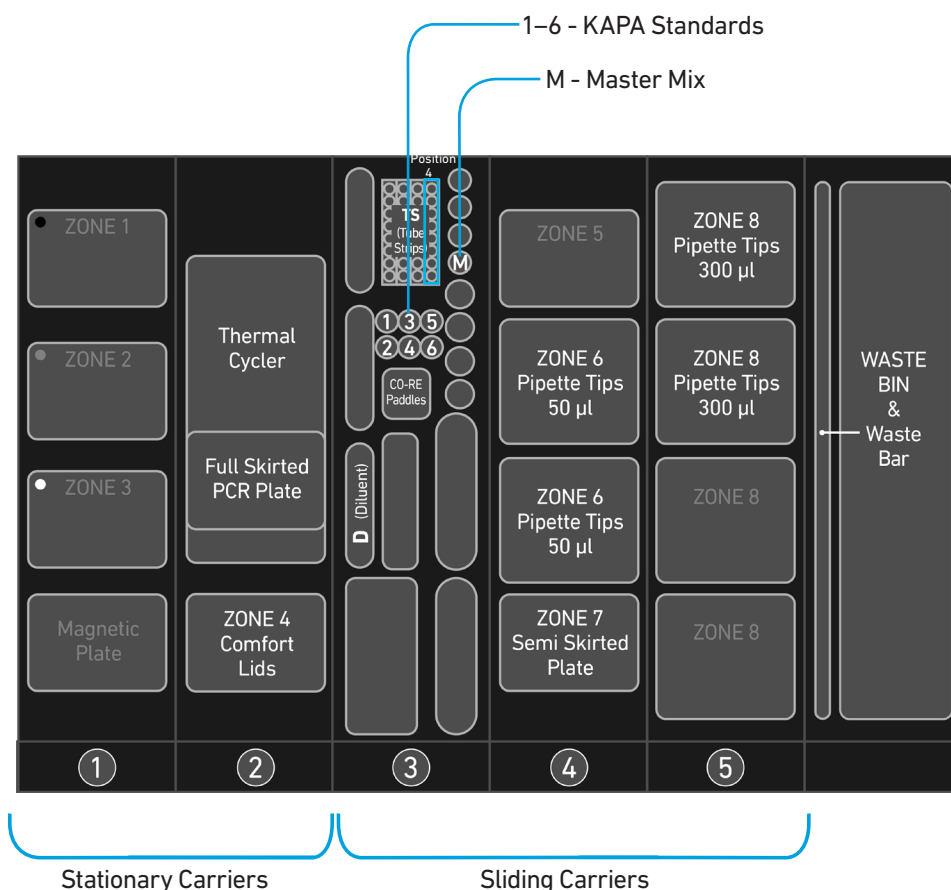 1–6 - KAPA Standards
M - Master Mix
ZONE 1
ZONE 2
ZONE 3
Magnetic
Plate
Thermal
Cycler
Full Skirted
PCR Plate
ZONE 4
Comfort
Lids
Position
4
TS
(Tube
Strips)
M
1 3 5
2 4 6
CO-RE
Paddles
D (Diluent)
ZONE 5
ZONE 6
Pipette Tips
50 µl
ZONE 6
Pipette Tips
50 µl
ZONE 7
Semi Skirted
Plate
ZONE 8
Pipette Tips
300 µl
ZONE 8
Pipette Tips
300 µl
ZONE 8
ZONE 8
WASTE
BIN
&
Waste
Bar
1 2 3 4 5
Stationary Carriers
Sliding Carriers